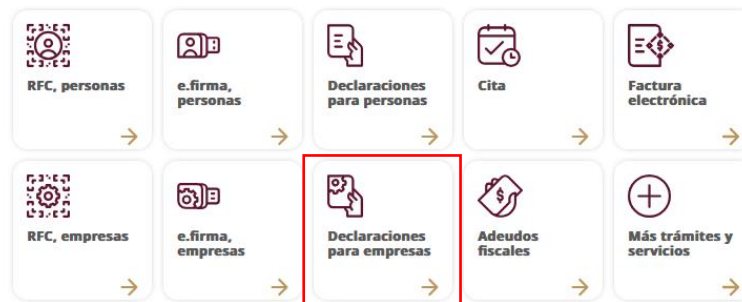 RFC, personas
e.firma,
personas
Declaraciones
para personas
Cita
Factura
electrónica
RFC, empresas
e.firma,
empresas
Declaraciones
para empresas
Adeudos
fiscales
Más trámites y
servicios